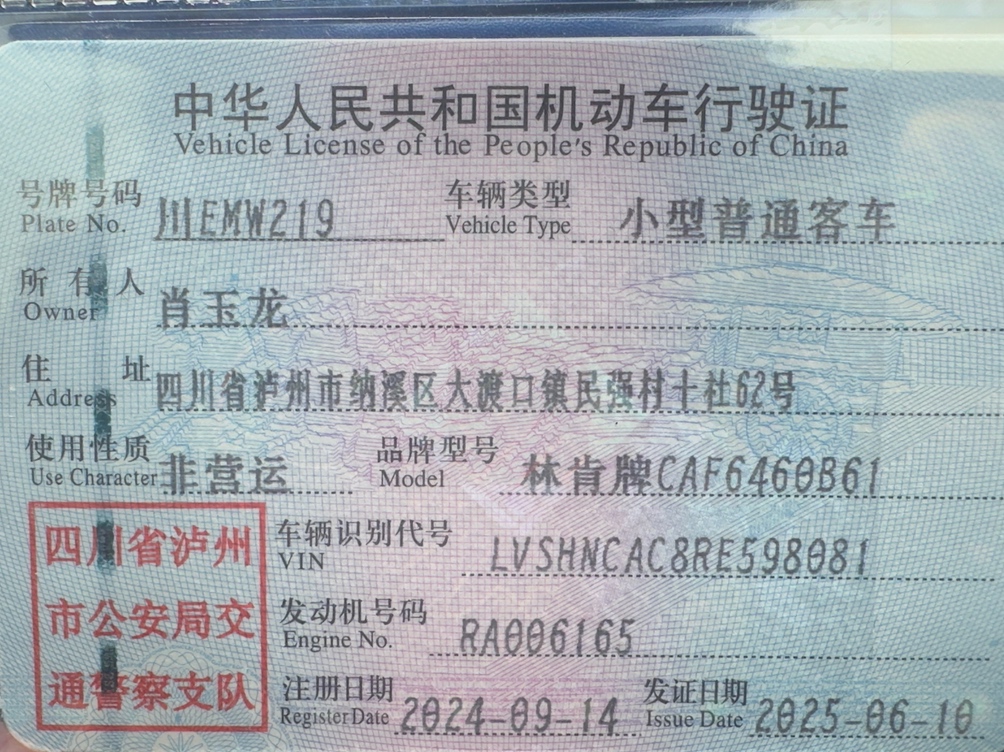 中华人民共和国机动车行驶证
Vehicle License of the People's Republic of China
号牌号码 川EMW219 车辆类型 小型普通客车
Plate No. Vehicle Type
所有人 肖玉龙
Owner
住址 四川省泸州市纳溪区大渡口镇民强村十社62号
Address
使用性质 非营运 品牌型号 林肯牌CAF6460B61
Use Character Model
四川省泸州 车辆识别代号 LVSHNCAC8RE598081
VIN
市公安局交 发动机号码 RA006165
Engine No.
通警察支队 注册日期 2024-09-14 发证日期 2025-06-10
Register Date Issue Date